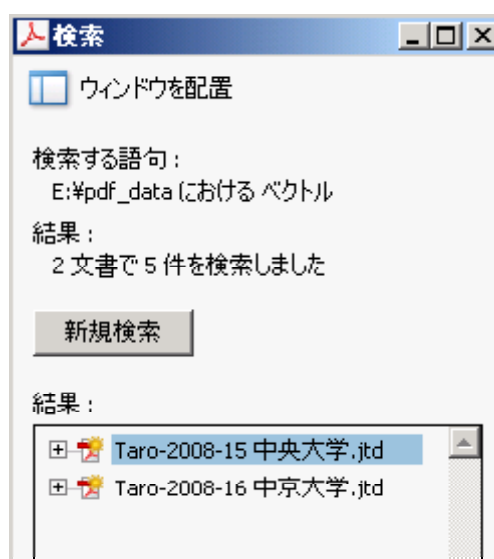 検索
ウィンドウを配置
検索する語句 :
E:¥pdf_data における ベクトル
結果 :
2 文書で 5 件を検索しました
新規検索
結果 :
Taro-2008-15 中央大学.jtd
Taro-2008-16 中京大学.jtd